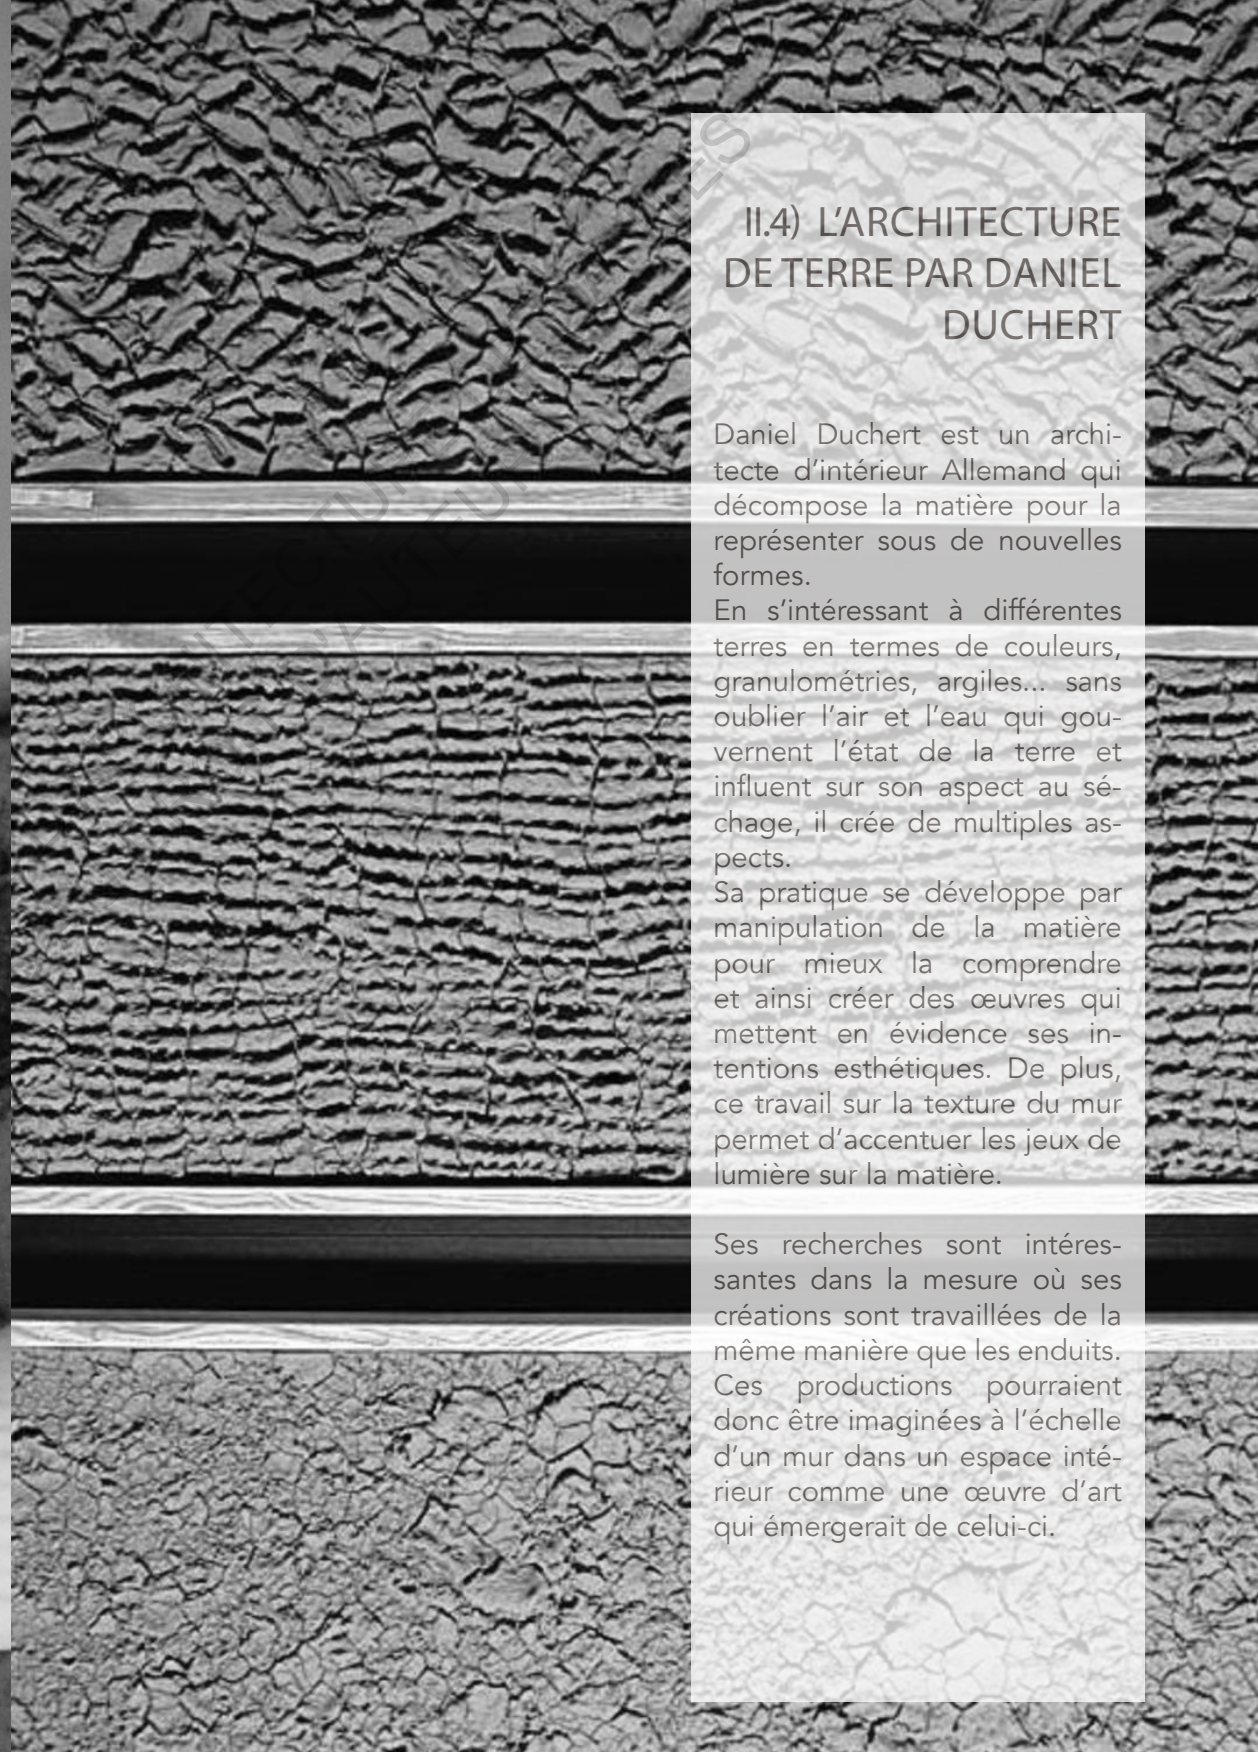 II.4) L’ARCHITECTURE
DE TERRE PAR DANIEL
DUCHERT
Daniel Duchert est un archi-
tecte d’intérieur Allemand qui
décompose la matière pour la
représenter sous de nouvelles
formes.
En s’intéressant à différentes
terres en termes de couleurs,
granulométries, argiles... sans
oublier l’air et l’eau qui gou-
vernent l’état de la terre et
influent sur son aspect au sé-
chage, il crée de multiples as-
pects.
Sa pratique se développe par
manipulation de la matière
pour mieux la comprendre
et ainsi créer des œuvres qui
mettent en évidence ses in-
tentions esthétiques. De plus,
ce travail sur la texture du mur
permet d’accentuer les jeux de
lumière sur la matière.
Ses recherches sont intéres-
santes dans la mesure où ses
créations sont travaillées de la
même manière que les enduits.
Ces productions pourraient
donc être imaginées à l’échelle
d’un mur dans un espace inté-
rieur comme une œuvre d’art
qui émergerait de celui-ci.